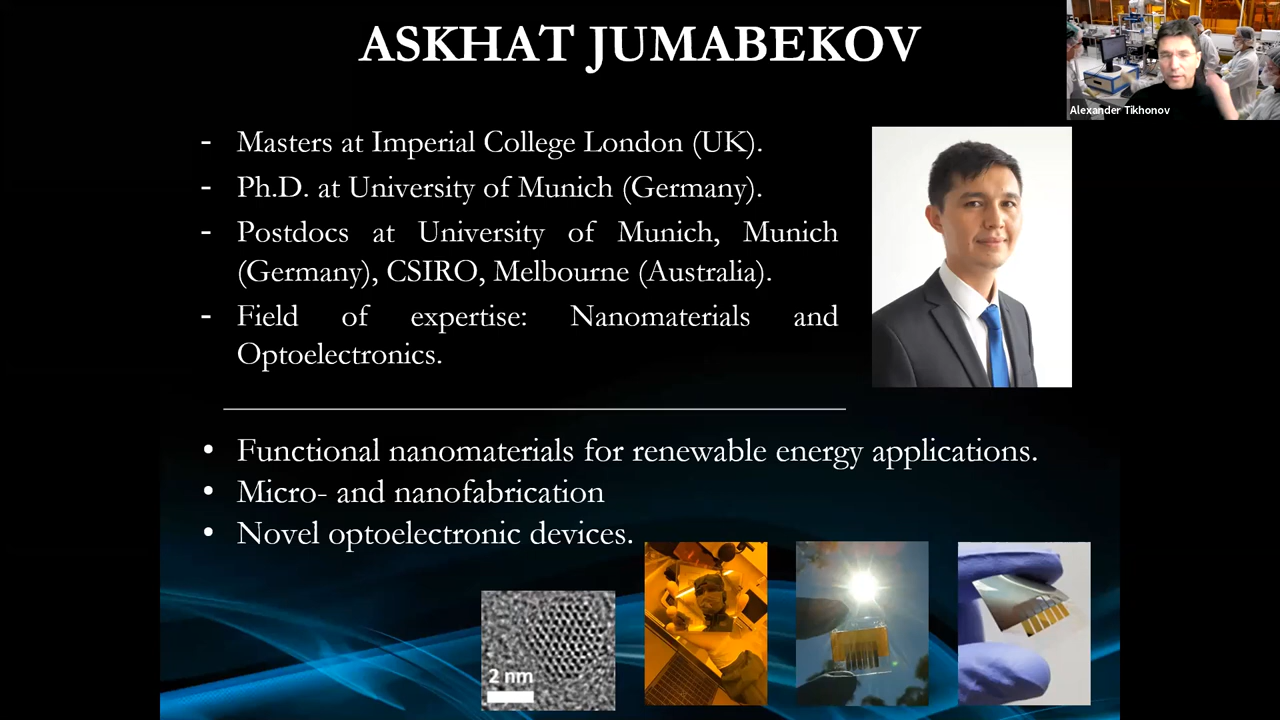 ASKHAT JUMABEKOV
Alexander Tikhonov
- Masters at Imperial College London (UK).
- Ph.D. at University of Munich (Germany).
- Postdocs at University of Munich, Munich
(Germany), CSIRO, Melbourne (Australia).
- Field of expertise: Nanomaterials and
Optoelectronics.
• Functional nanomaterials for renewable energy applications.
• Micro- and nanofabrication
• Novel optoelectronic devices.
2 nm